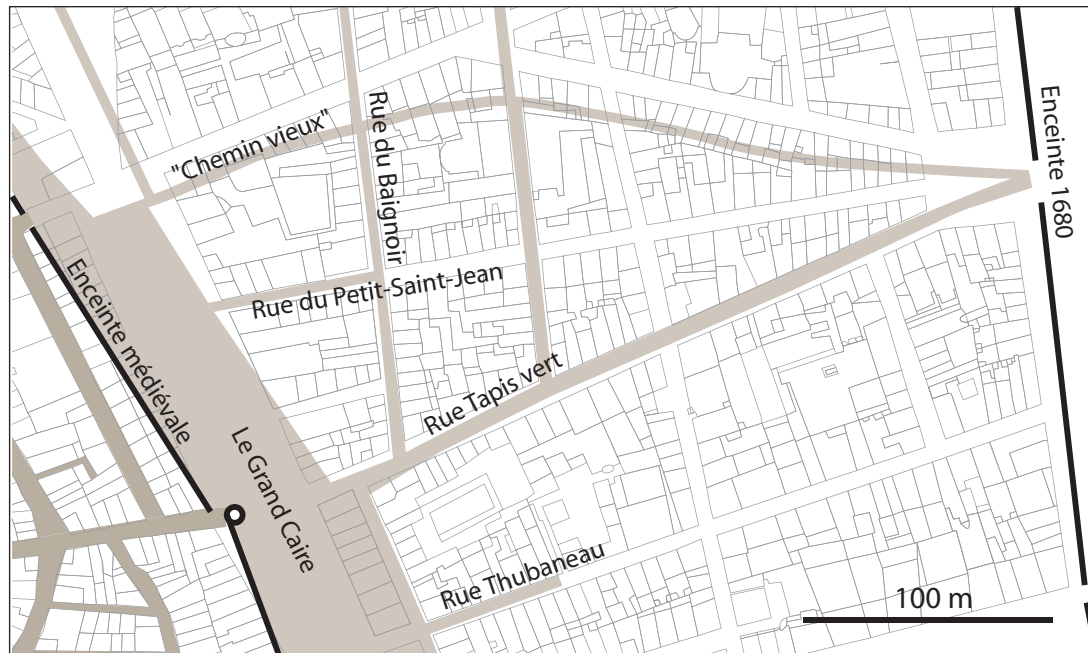 "Chemin vieux"
Rue du Baignoir
Enceinte 1680
Rue du Petit-Saint-Jean
Enceinte médiévale
Rue Tapis vert
Le Grand Caire
Rue Thubaneau
100 m